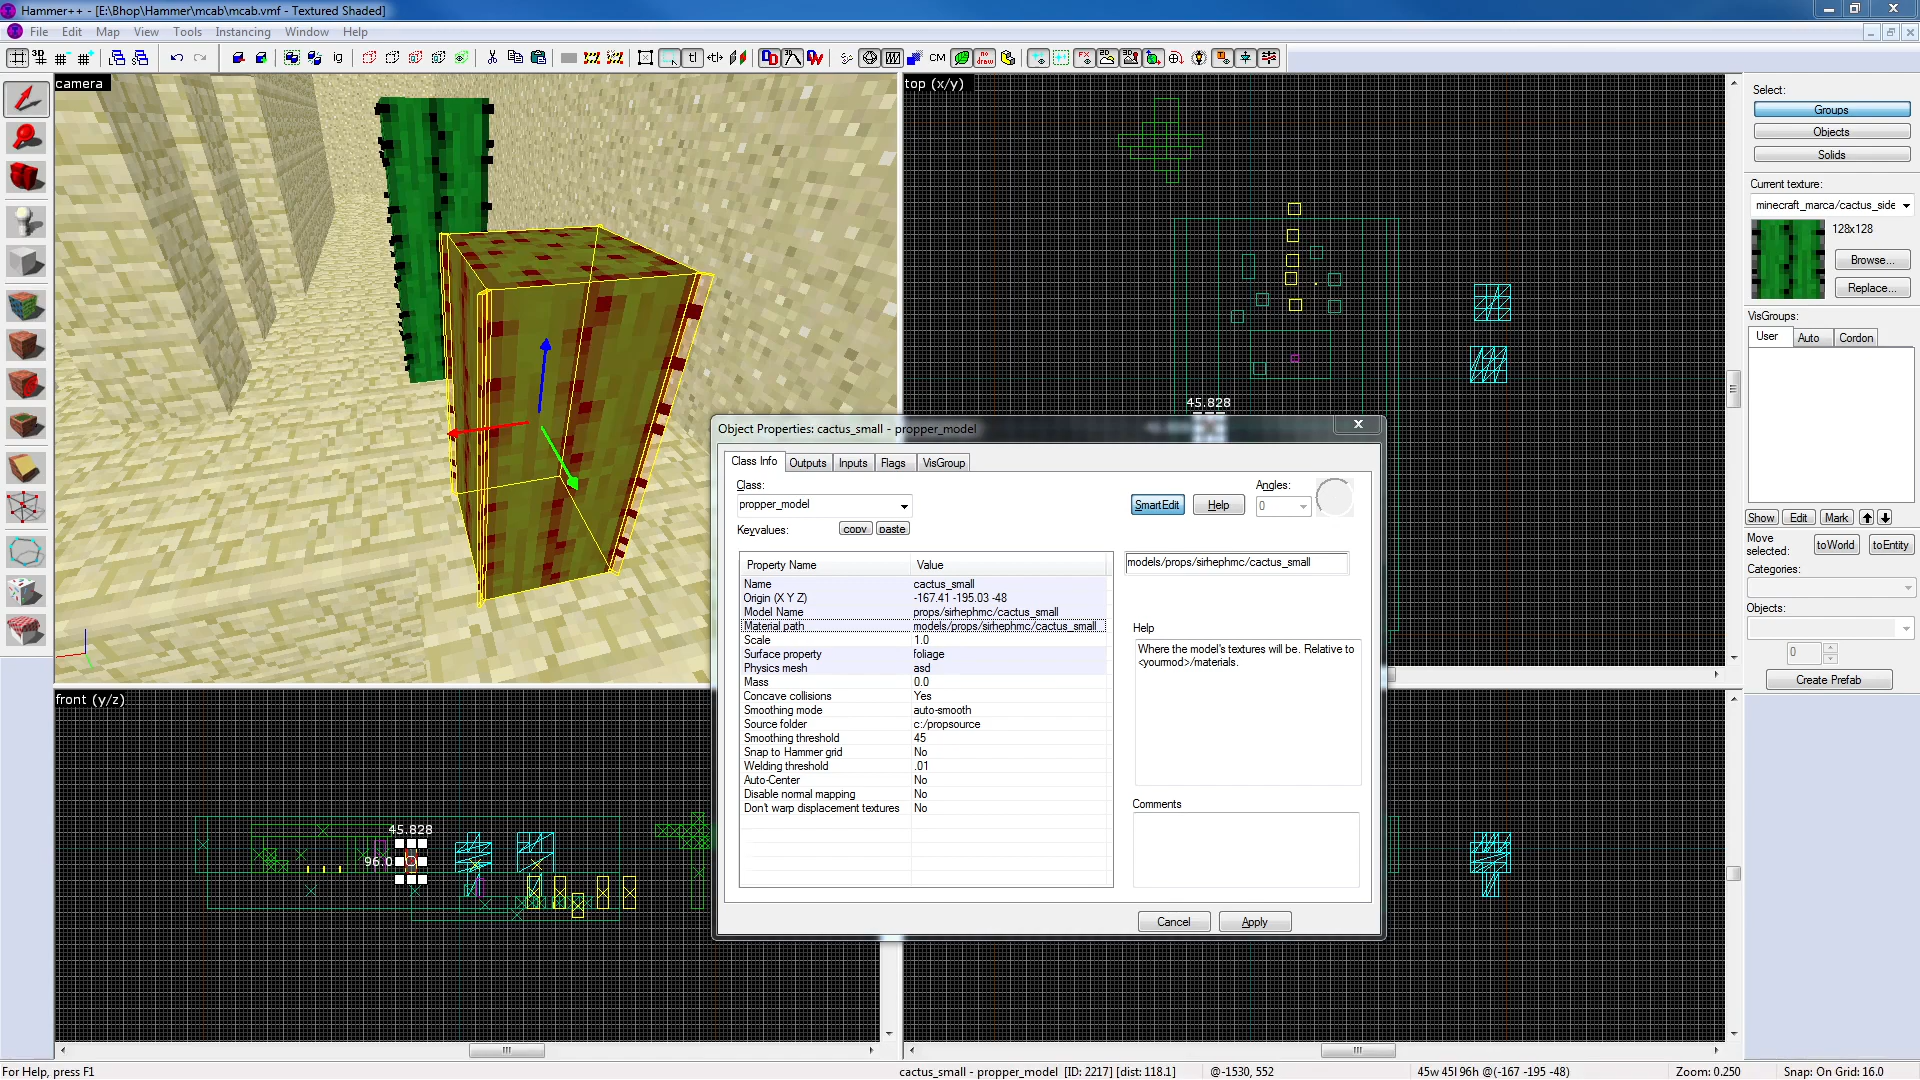 Hammer++ - [E:\Bhop\Hammer\mcab\mcab.vmf - Textured Shaded]
File Edit Map View Tools Instancing Window Help
3D ig tl CM no draw FX
camera
top (x/y)
45.828
front (y/z)
45.828
96.0
Object Properties: cactus_small - propper_model
Class Info Outputs Inputs Flags VisGroup
Class:
propper_model
Keyvalues: copy paste
SmartEdit Help
Angles:
0
Property Name Value
Name cactus_small
Origin (X Y Z) -167.41 -195.03 -48
Model Name props/sirhephmc/cactus_small
Material path models/props/sirhephmc/cactus_small
Scale 1.0
Surface property foliage
Physics mesh asd
Mass 0.0
Concave collisions Yes
Smoothing mode auto-smooth
Source folder c:/propsource
Smoothing threshold 45
Snap to Hammer grid No
Welding threshold .01
Auto-Center No
Disable normal mapping No
Don't warp displacement textures No
models/props/sirhephmc/cactus_small
Help
Where the model's textures will be. Relative to
<yourmod>/materials.
Comments
Cancel Apply
Select:
Groups
Objects
Solids
Current texture:
minecraft_marca/cactus_side
128x128
Browse...
Replace...
VisGroups:
User Auto Cordon
Show Edit Mark
Move
selected:
toWorld toEntity
Categories:
Objects:
0
Create Prefab
For Help, press F1
cactus_small - propper_model [ID: 2217] [dist: 118.1]
@-1530, 552
45w 45l 96h @(-167 -195 -48)
Zoom: 0.250
Snap: On Grid: 16.0